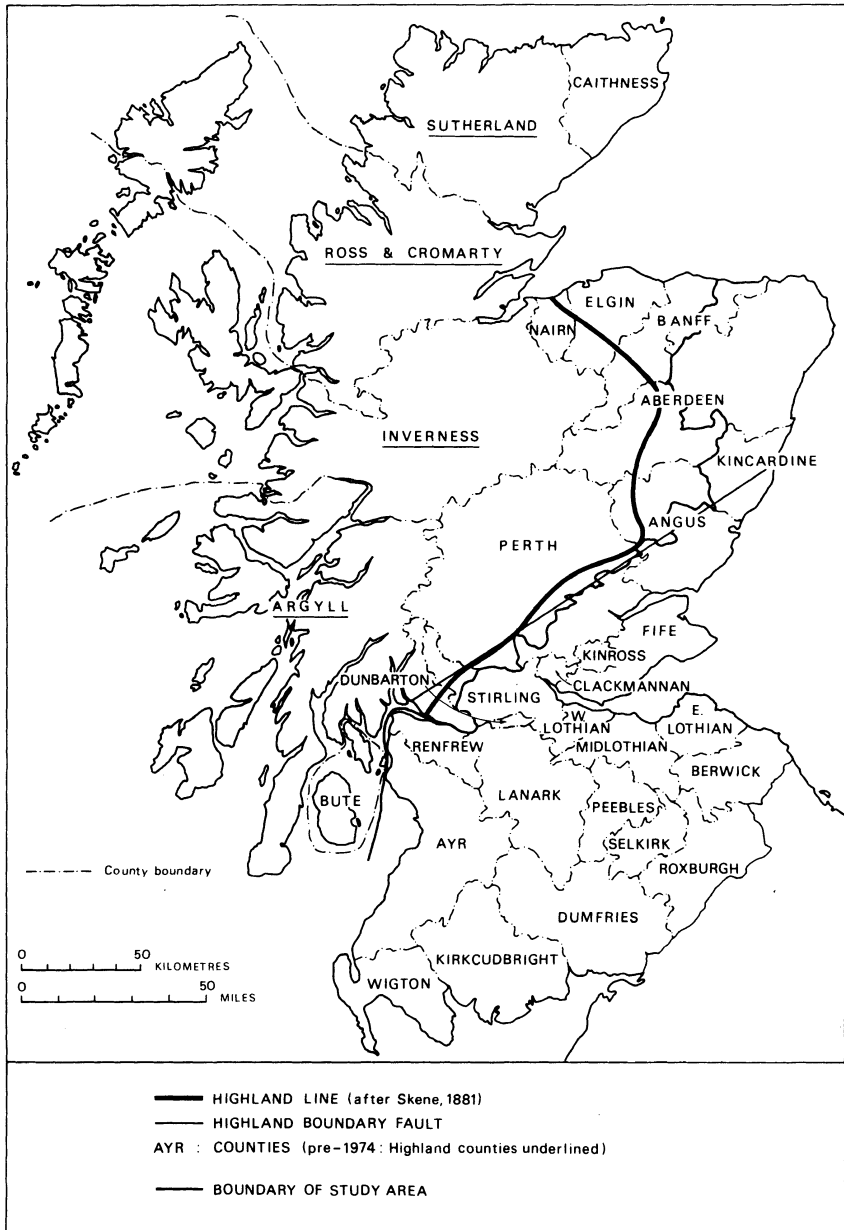 CAITHNESS
SUTHERLAND
ROSS & CROMARTY
ELGIN
BANFF
NAIRN
ABERDEEN
INVERNESS
KINCARDINE
ANGUS
PERTH
ARGYLL
FIFE
KINROSS
DUNBARTON
CLACKMANNAN
STIRLING
W.
LOTHIAN
E.
LOTHIAN
MIDLOTHIAN
RENFREW
BERWICK
LANARK
BUTE
PEEBLES
AYR
SELKIRK
ROXBURGH
County boundary
DUMFRIES
KIRKCUDBRIGHT
WIGTON
0 50
KILOMETRES
0 50
MILES
HIGHLAND LINE (after Skene, 1881)
HIGHLAND BOUNDARY FAULT
AYR : COUNTIES (pre-1974 : Highland counties underlined)
BOUNDARY OF STUDY AREA